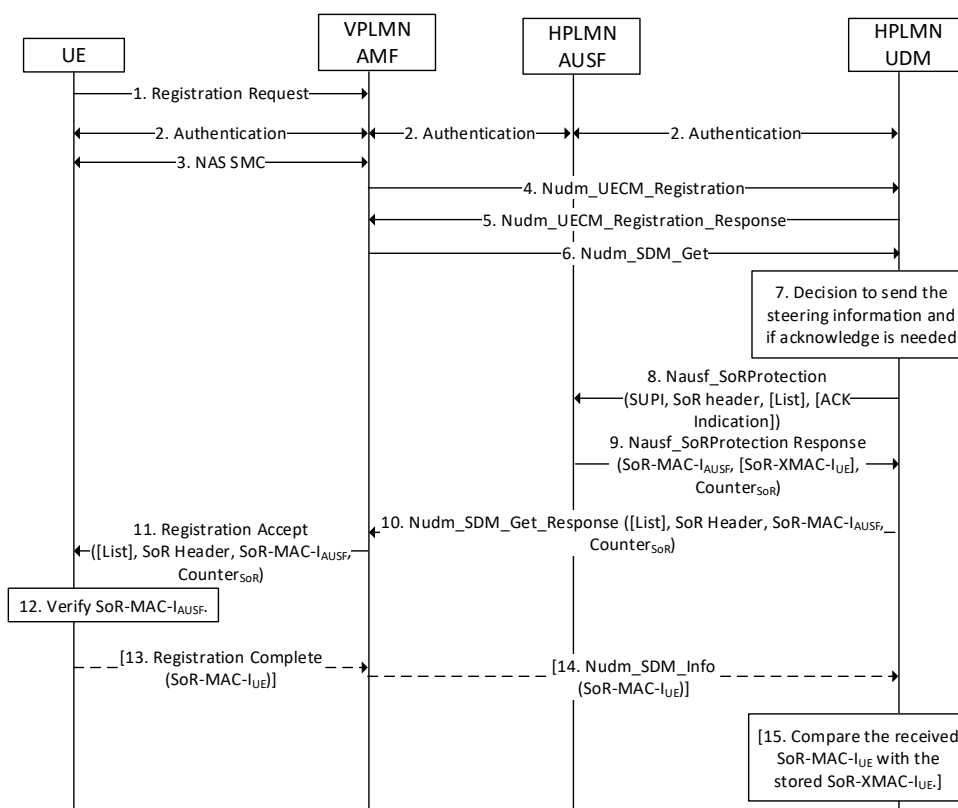 UE
VPLMN
AMF
HPLMN
AUSF
HPLMN
UDM
1. Registration Request
2. Authentication
2. Authentication
2. Authentication
3. NAS SMC
4. Nudm_UECM_Registration
5. Nudm_UECM_Registration_Response
6. Nudm_SDM_Get
7. Decision to send the
steering information and
if acknowledge is needed
8. Nausf_SoRProtection
(SUPI, SoR header, [List], [ACK
Indication])
9. Nausf_SoRProtection Response
(SoR-MAC-IAUSF, [SoR-XMAC-IUE],
CounterSoR)
10. Nudm_SDM_Get_Response ([List], SoR Header, SoR-MAC-IAUSF,
CounterSoR)
11. Registration Accept
([List], SoR Header, SoR-MAC-IAUSF,
CounterSoR)
12. Verify SoR-MAC-IAUSF.
[13. Registration Complete
(SoR-MAC-IUE)]
[14. Nudm_SDM_Info
(SoR-MAC-IUE)]
[15. Compare the received
SoR-MAC-IUE with the
stored SoR-XMAC-IUE.]